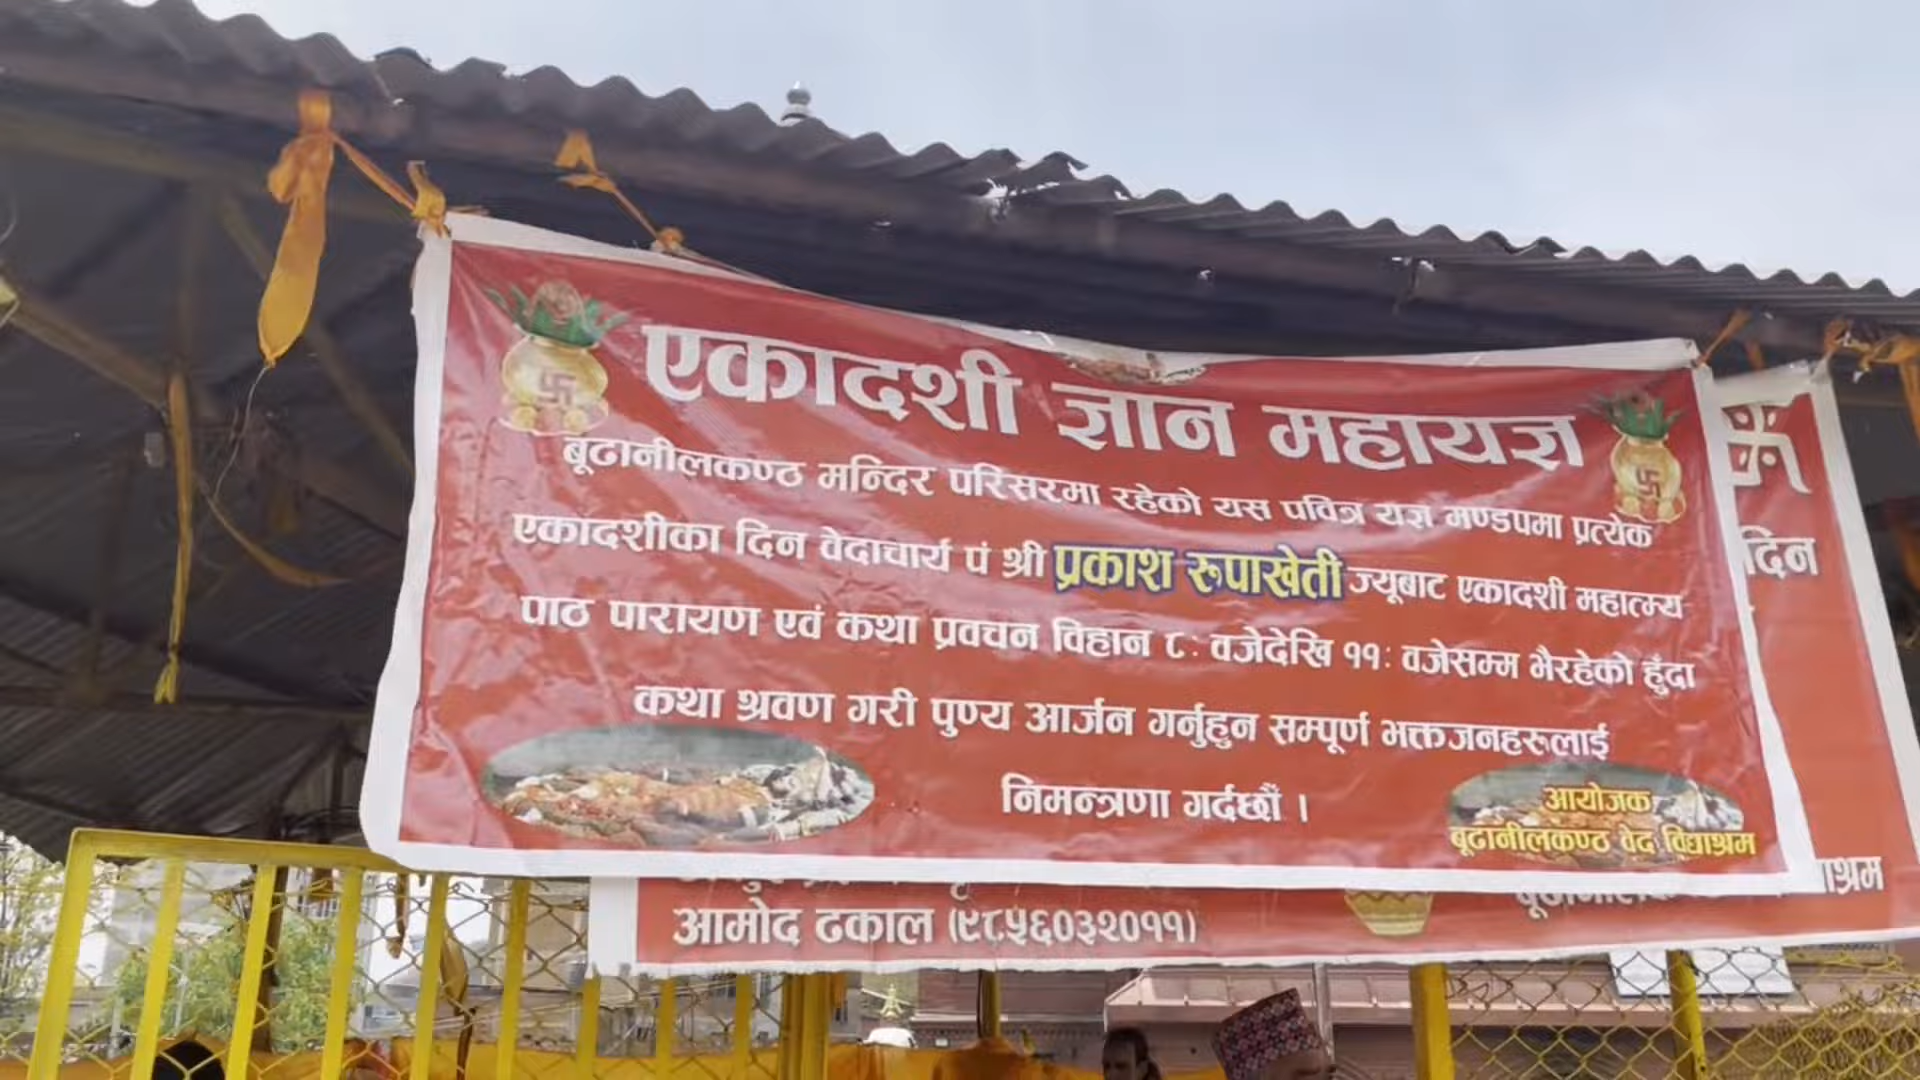 एकादशी ज्ञान महायज्ञ
बूढानीलकण्ठ मन्दिर परिसरमा रहेको यस पवित्र यज्ञ मण्डपमा प्रत्येक
एकादशीका दिन वेदाचार्य पं श्री प्रकाश रुपाखेती ज्यूबाट एकादशी महात्म्य
पाठ पारायण एवं कथा प्रवचन विहान ८ः वजेदेखि ११ः वजेसम्म भैरहेको हुँदा
कथा श्रवण गरी पुण्य आर्जन गर्नुहुन सम्पूर्ण भक्तजनहरुलाई
निमन्त्रणा गर्दछौं ।
आयोजक
बूढानीलकण्ठ वेद विद्याश्रम
दिन
ाश्रम
आमोद ढकाल (९८५६०३२०११)